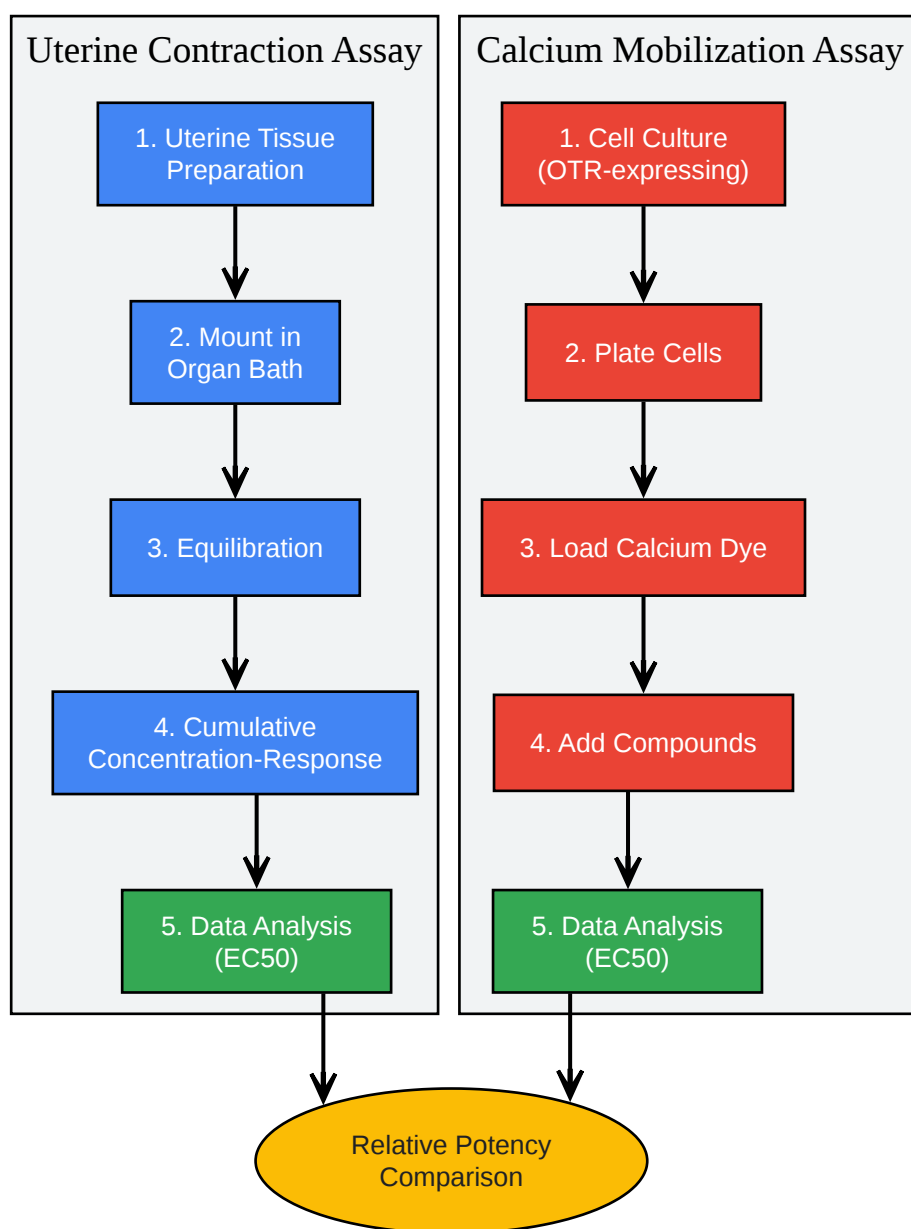 Uterine Contraction Assay
1. Uterine Tissue
Preparation
2. Mount in
Organ Bath
3. Equilibration
4. Cumulative
Concentration-Response
5. Data Analysis
(EC50)
Calcium Mobilization Assay
1. Cell Culture
(OTR-expressing)
2. Plate Cells
3. Load Calcium Dye
4. Add Compounds
5. Data Analysis
(EC50)
Relative Potency
Comparison